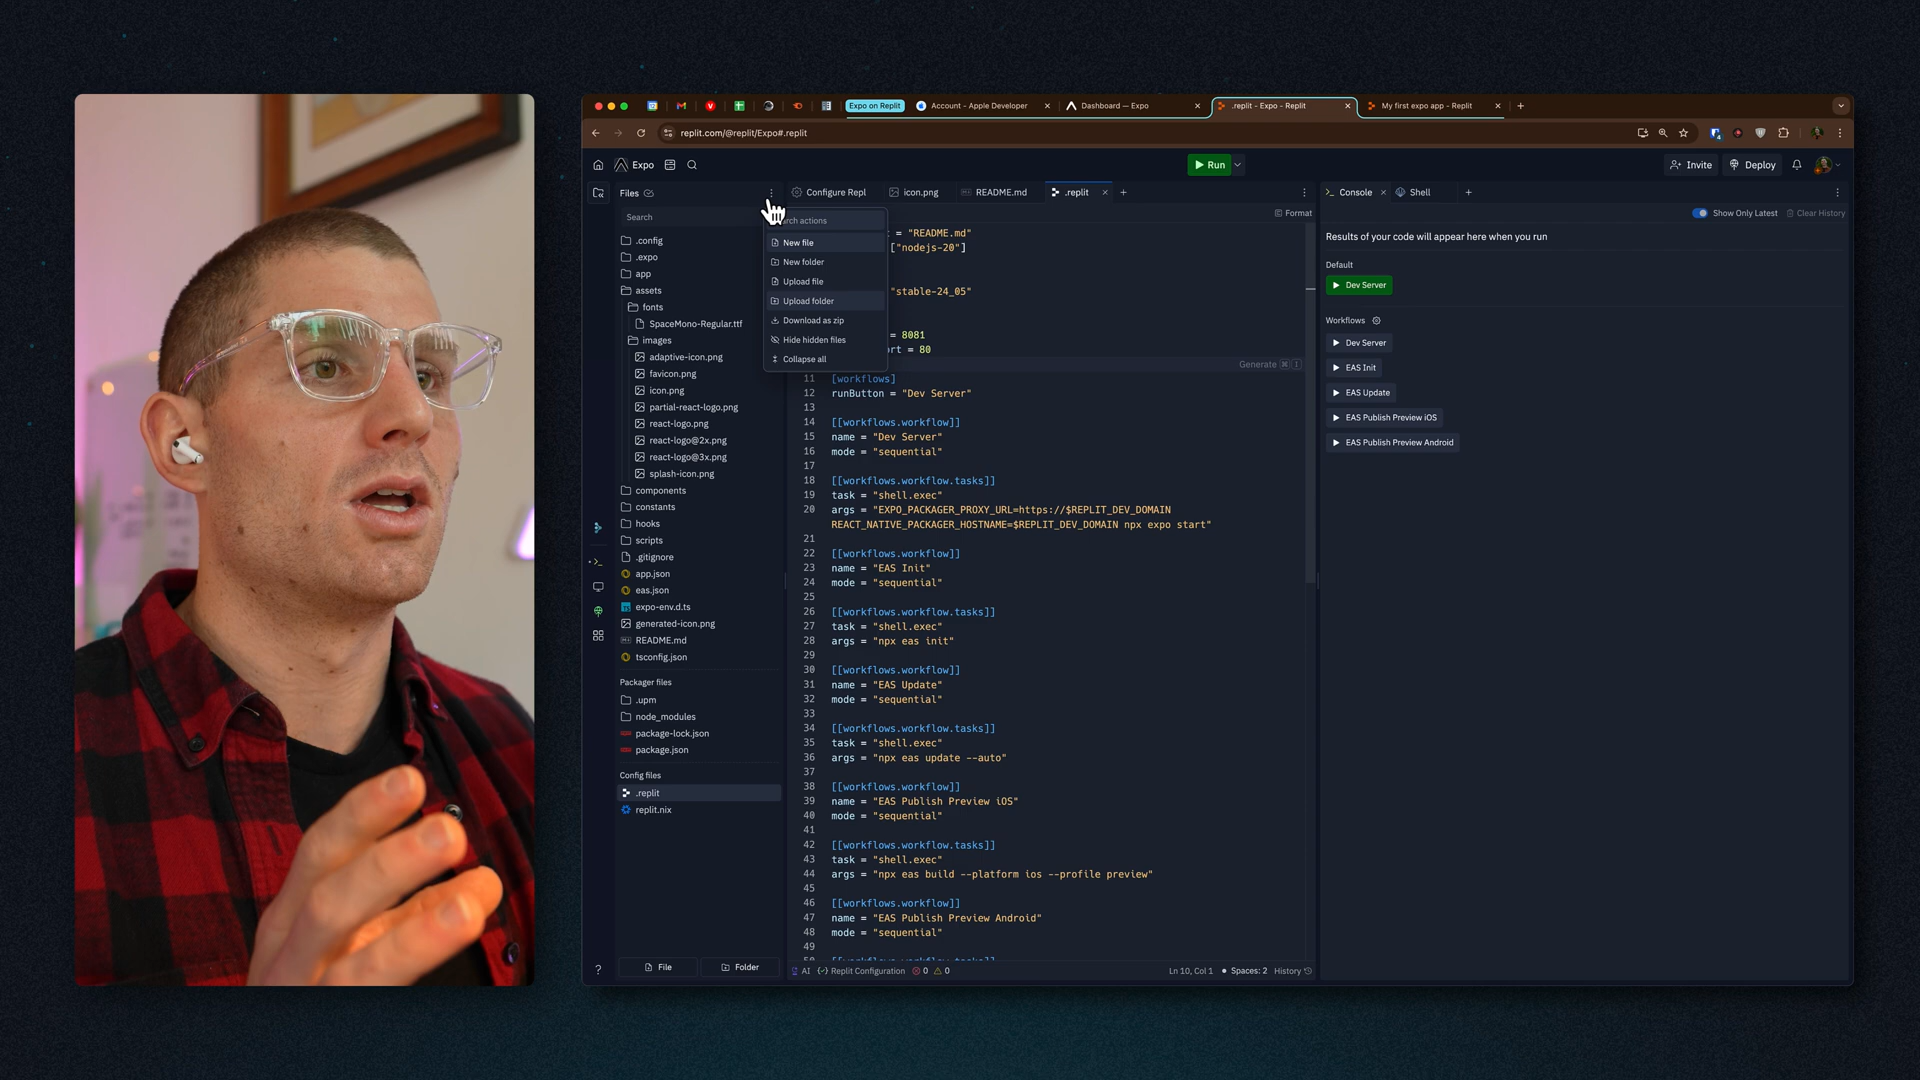 Expo on Replit
Account - Apple Developer
Dashboard — Expo
.replit - Expo - Replit
My first expo app - Replit
replit.com/@replit/Expo#.replit
Expo
Run
Invite
Deploy
Files
Configure Repl
icon.png
README.md
.replit
Console
Shell
Search
Format
Show Only Latest
Clear History
.config
.expo
app
assets
fonts
SpaceMono-Regular.ttf
images
adaptive-icon.png
favicon.png
icon.png
partial-react-logo.png
react-logo.png
react-logo@2x.png
react-logo@3x.png
splash-icon.png
components
constants
hooks
scripts
.gitignore
app.json
eas.json
expo-env.d.ts
generated-icon.png
README.md
tsconfig.json
Packager files
.upm
node_modules
package-lock.json
package.json
Config files
.replit
replit.nix
File
Folder
actions
New file
New folder
Upload file
Upload folder
Download as zip
Hide hidden files
Collapse all
= "README.md"
["nodejs-20"]
"stable-24_05"
= 8081
= 80
Generate ⌘ I
11 [workflows]
12 runButton = "Dev Server"
13
14 [[workflows.workflow]]
15 name = "Dev Server"
16 mode = "sequential"
17
18 [[workflows.workflow.tasks]]
19 task = "shell.exec"
20 args = "EXPO_PACKAGER_PROXY_URL=https://$REPLIT_DEV_DOMAIN
REACT_NATIVE_PACKAGER_HOSTNAME=$REPLIT_DEV_DOMAIN npx expo start"
21
22 [[workflows.workflow]]
23 name = "EAS Init"
24 mode = "sequential"
25
26 [[workflows.workflow.tasks]]
27 task = "shell.exec"
28 args = "npx eas init"
29
30 [[workflows.workflow]]
31 name = "EAS Update"
32 mode = "sequential"
33
34 [[workflows.workflow.tasks]]
35 task = "shell.exec"
36 args = "npx eas update --auto"
37
38 [[workflows.workflow]]
39 name = "EAS Publish Preview iOS"
40 mode = "sequential"
41
42 [[workflows.workflow.tasks]]
43 task = "shell.exec"
44 args = "npx eas build --platform ios --profile preview"
45
46 [[workflows.workflow]]
47 name = "EAS Publish Preview Android"
48 mode = "sequential"
49
AI
Replit Configuration
0
0
Ln 10, Col 1
Spaces: 2
History
Results of your code will appear here when you run
Default
Dev Server
Workflows
Dev Server
EAS Init
EAS Update
EAS Publish Preview iOS
EAS Publish Preview Android